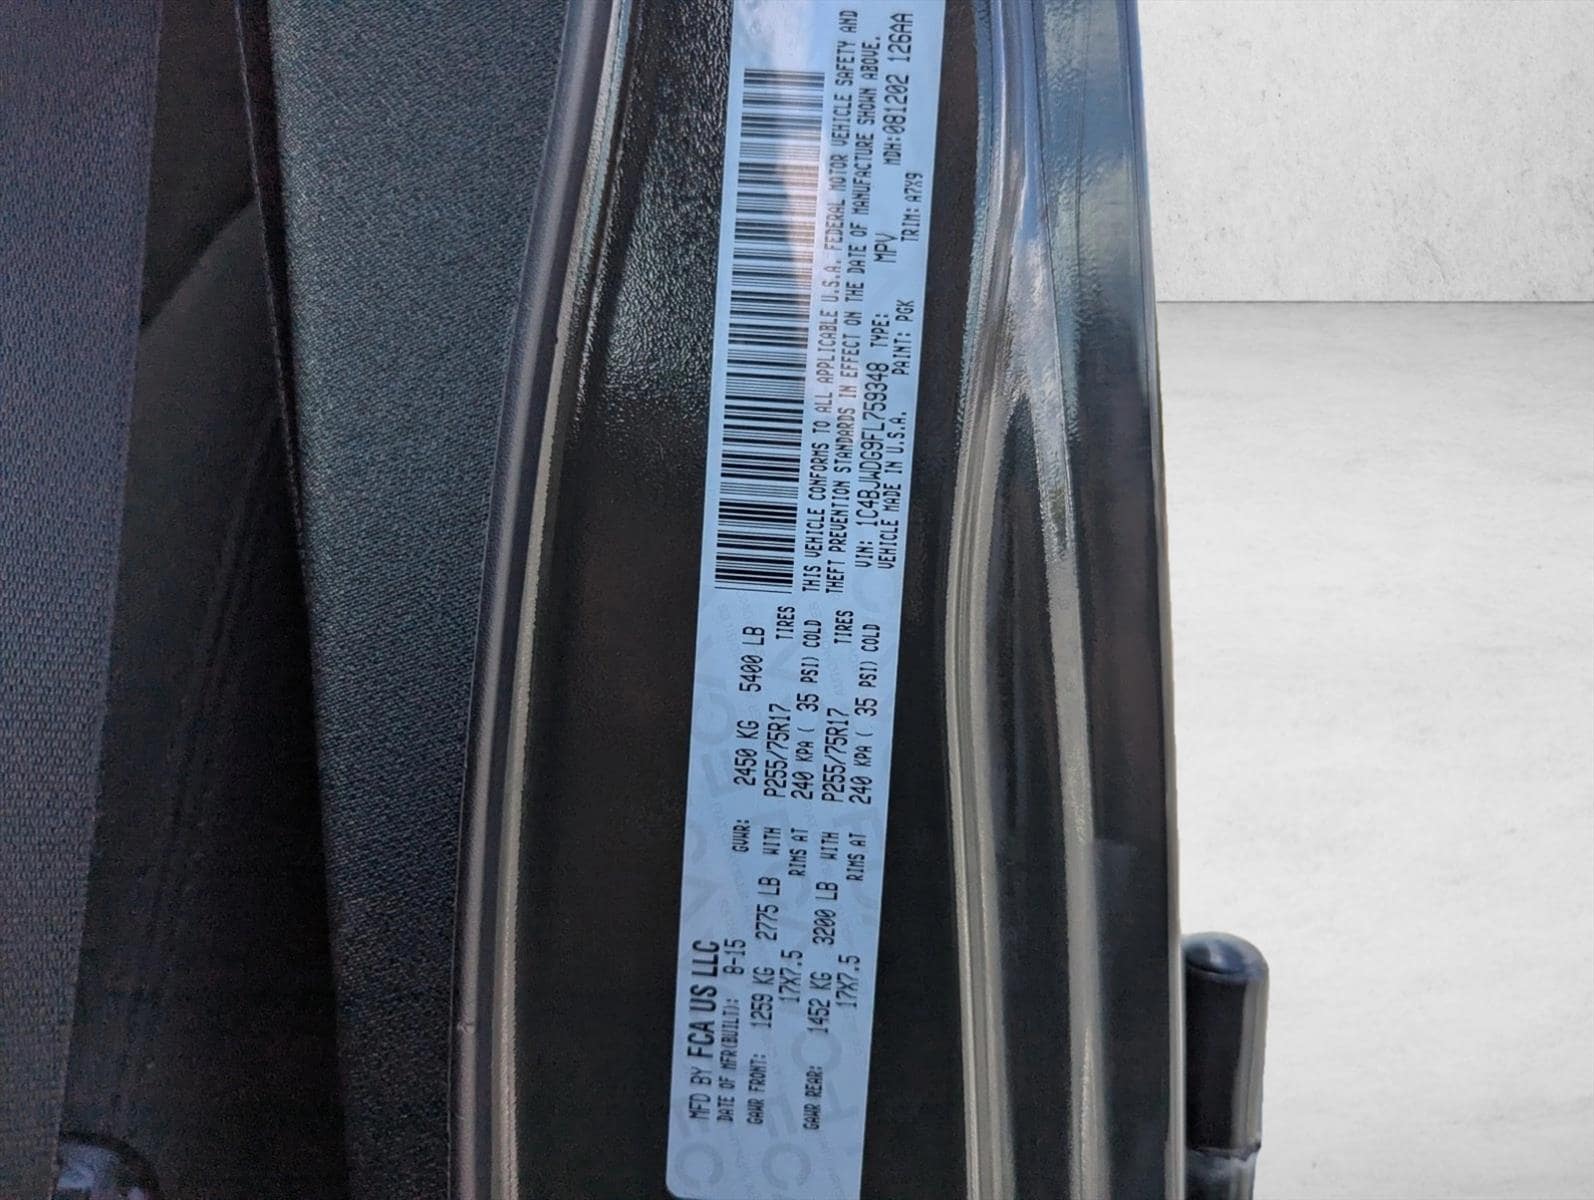 MFD BY FCA US LLC
DATE OF MFR(BUILT): 8-15 GVWR: 2450 KG 5400 LB
GAWR FRONT: 1259 KG 2775 LB WITH P255/75R17 TIRES
17X7.5 RIMS AT 240 KPA ( 35 PSI) COLD
GAWR REAR: 1452 KG 3200 LB WITH P255/75R17 TIRES
17X7.5 RIMS AT 240 KPA ( 35 PSI) COLD
THIS VEHICLE CONFORMS TO ALL APPLICABLE U.S.A. FEDERAL MOTOR VEHICLE SAFETY AND
THEFT PREVENTION STANDARDS IN EFFECT ON THE DATE OF MANUFACTURE SHOWN ABOVE.
VIN: 1C4BJWDG9FL759348 TYPE: MPV MDH:081202 126AA
VEHICLE MADE IN U.S.A. PAINT: PGK TRIM: A7X9